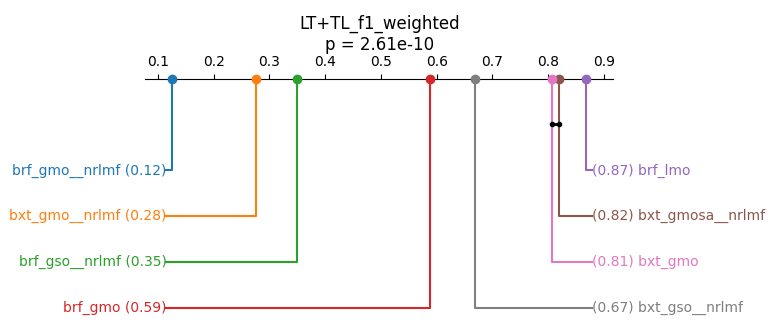 LT+TL_f1_weighted
p = 2.61e-10
0.1 0.2 0.3 0.4 0.5 0.6 0.7 0.8 0.9
brf_gmo__nrlmf (0.12) (0.87) brf_lmo
bxt_gmo__nrlmf (0.28) (0.82) bxt_gmosa__nrlmf
brf_gso__nrlmf (0.35) (0.81) bxt_gmo
brf_gmo (0.59) (0.67) bxt_gso__nrlmf